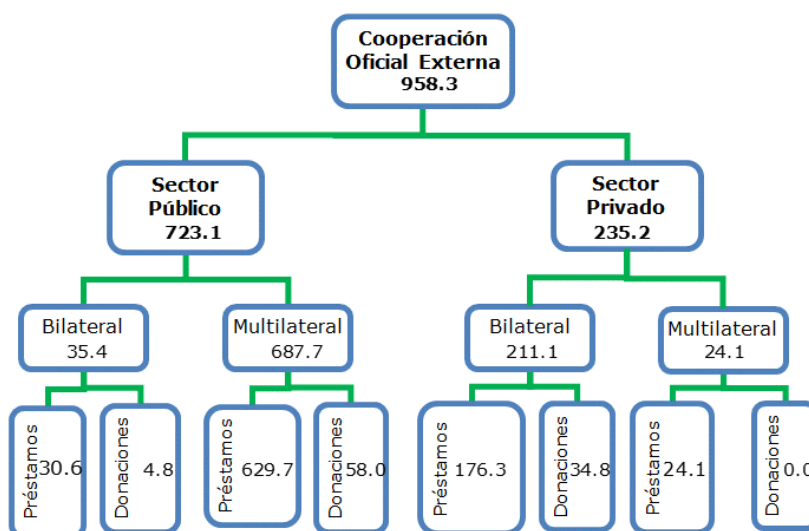 Cooperación
Oficial Externa
958.3
Sector
Público
723.1
Sector
Privado
235.2
Bilateral
35.4
Multilateral
687.7
Bilateral
211.1
Multilateral
24.1
Préstamos
30.6
Donaciones
4.8
Préstamos
629.7
Donaciones
58.0
Préstamos
176.3
Donaciones
34.8
Préstamos
24.1
Donaciones
0.0